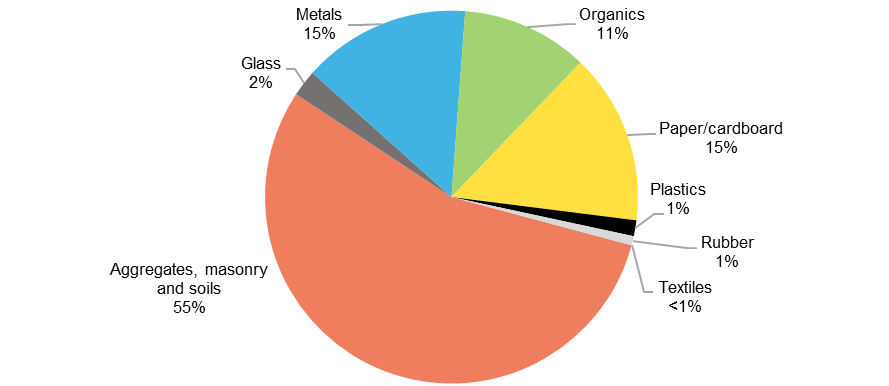 Metals
15%
Organics
11%
Glass
2%
Paper/cardboard
15%
Plastics
1%
Rubber
1%
Aggregates, masonry
and soils
55%
Textiles
<1%